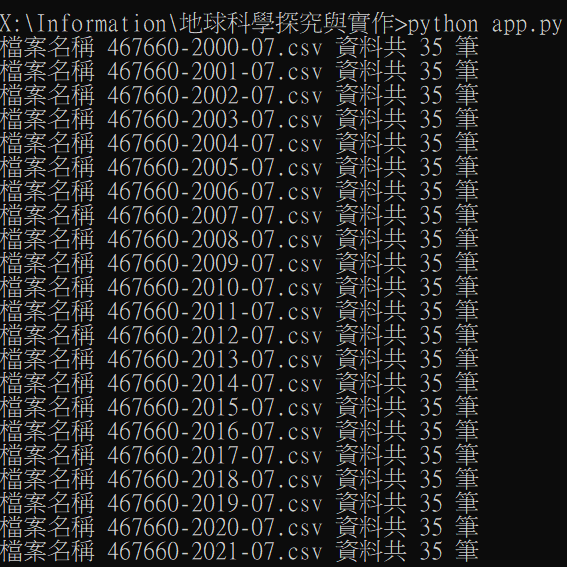 X:\Information\地球科學探究與實作>python app.py
檔案名稱 467660-2000-07.csv 資料共 35 筆
檔案名稱 467660-2001-07.csv 資料共 35 筆
檔案名稱 467660-2002-07.csv 資料共 35 筆
檔案名稱 467660-2003-07.csv 資料共 35 筆
檔案名稱 467660-2004-07.csv 資料共 35 筆
檔案名稱 467660-2005-07.csv 資料共 35 筆
檔案名稱 467660-2006-07.csv 資料共 35 筆
檔案名稱 467660-2007-07.csv 資料共 35 筆
檔案名稱 467660-2008-07.csv 資料共 35 筆
檔案名稱 467660-2009-07.csv 資料共 35 筆
檔案名稱 467660-2010-07.csv 資料共 35 筆
檔案名稱 467660-2011-07.csv 資料共 35 筆
檔案名稱 467660-2012-07.csv 資料共 35 筆
檔案名稱 467660-2013-07.csv 資料共 35 筆
檔案名稱 467660-2014-07.csv 資料共 35 筆
檔案名稱 467660-2015-07.csv 資料共 35 筆
檔案名稱 467660-2016-07.csv 資料共 35 筆
檔案名稱 467660-2017-07.csv 資料共 35 筆
檔案名稱 467660-2018-07.csv 資料共 35 筆
檔案名稱 467660-2019-07.csv 資料共 35 筆
檔案名稱 467660-2020-07.csv 資料共 35 筆
檔案名稱 467660-2021-07.csv 資料共 35 筆